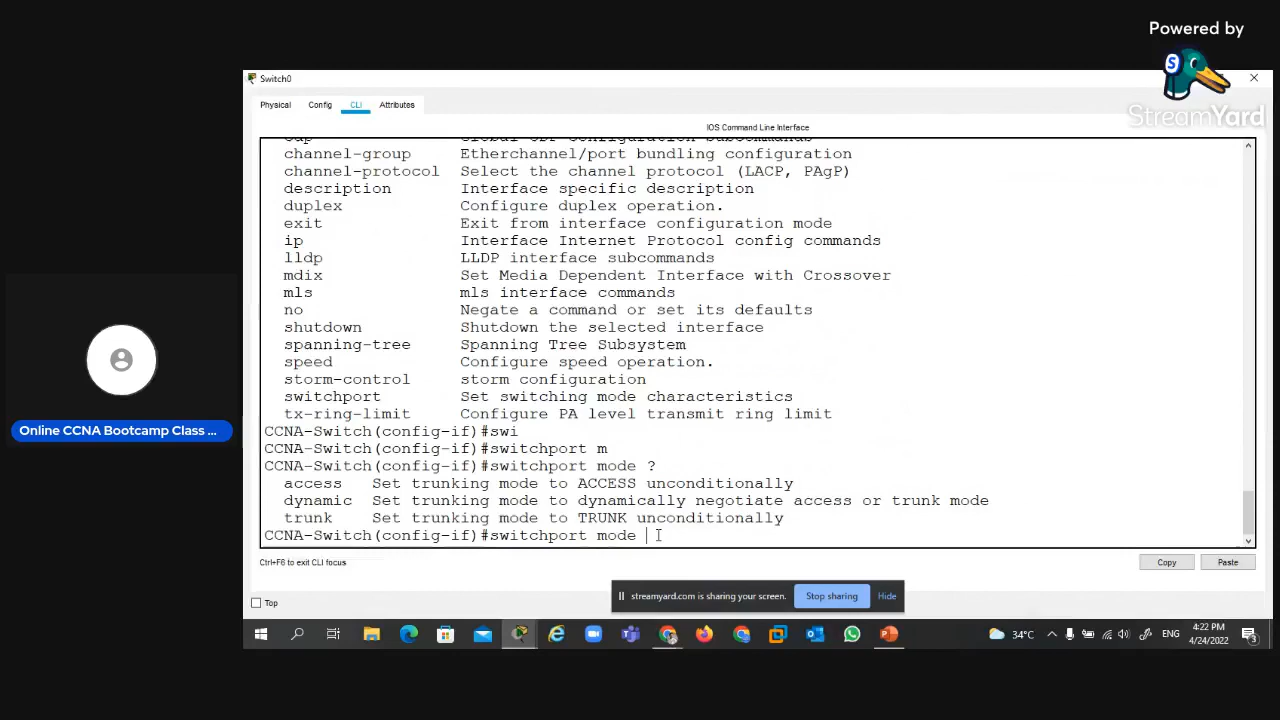 Powered by
StreamYard
Switch0
Physical Config CLI Attributes
IOS Command Line Interface
channel-group Etherchannel/port bundling configuration
channel-protocol Select the channel protocol (LACP, PAgP)
description Interface specific description
duplex Configure duplex operation.
exit Exit from interface configuration mode
ip Interface Internet Protocol config commands
lldp LLDP interface subcommands
mdix Set Media Dependent Interface with Crossover
mls mls interface commands
no Negate a command or set its defaults
shutdown Shutdown the selected interface
spanning-tree Spanning Tree Subsystem
speed Configure speed operation.
storm-control storm configuration
switchport Set switching mode characteristics
tx-ring-limit Configure PA level transmit ring limit
CCNA-Switch(config-if)#swi
CCNA-Switch(config-if)#switchport m
CCNA-Switch(config-if)#switchport mode ?
access Set trunking mode to ACCESS unconditionally
dynamic Set trunking mode to dynamically negotiate access or trunk mode
trunk Set trunking mode to TRUNK unconditionally
CCNA-Switch(config-if)#switchport mode
Ctrl+F6 to exit CLI focus
Copy Paste
Top
streamyard.com is sharing your screen. Stop sharing Hide
Online CCNA Bootcamp Class ...
34°C ENG 4:22 PM
4/24/2022 3